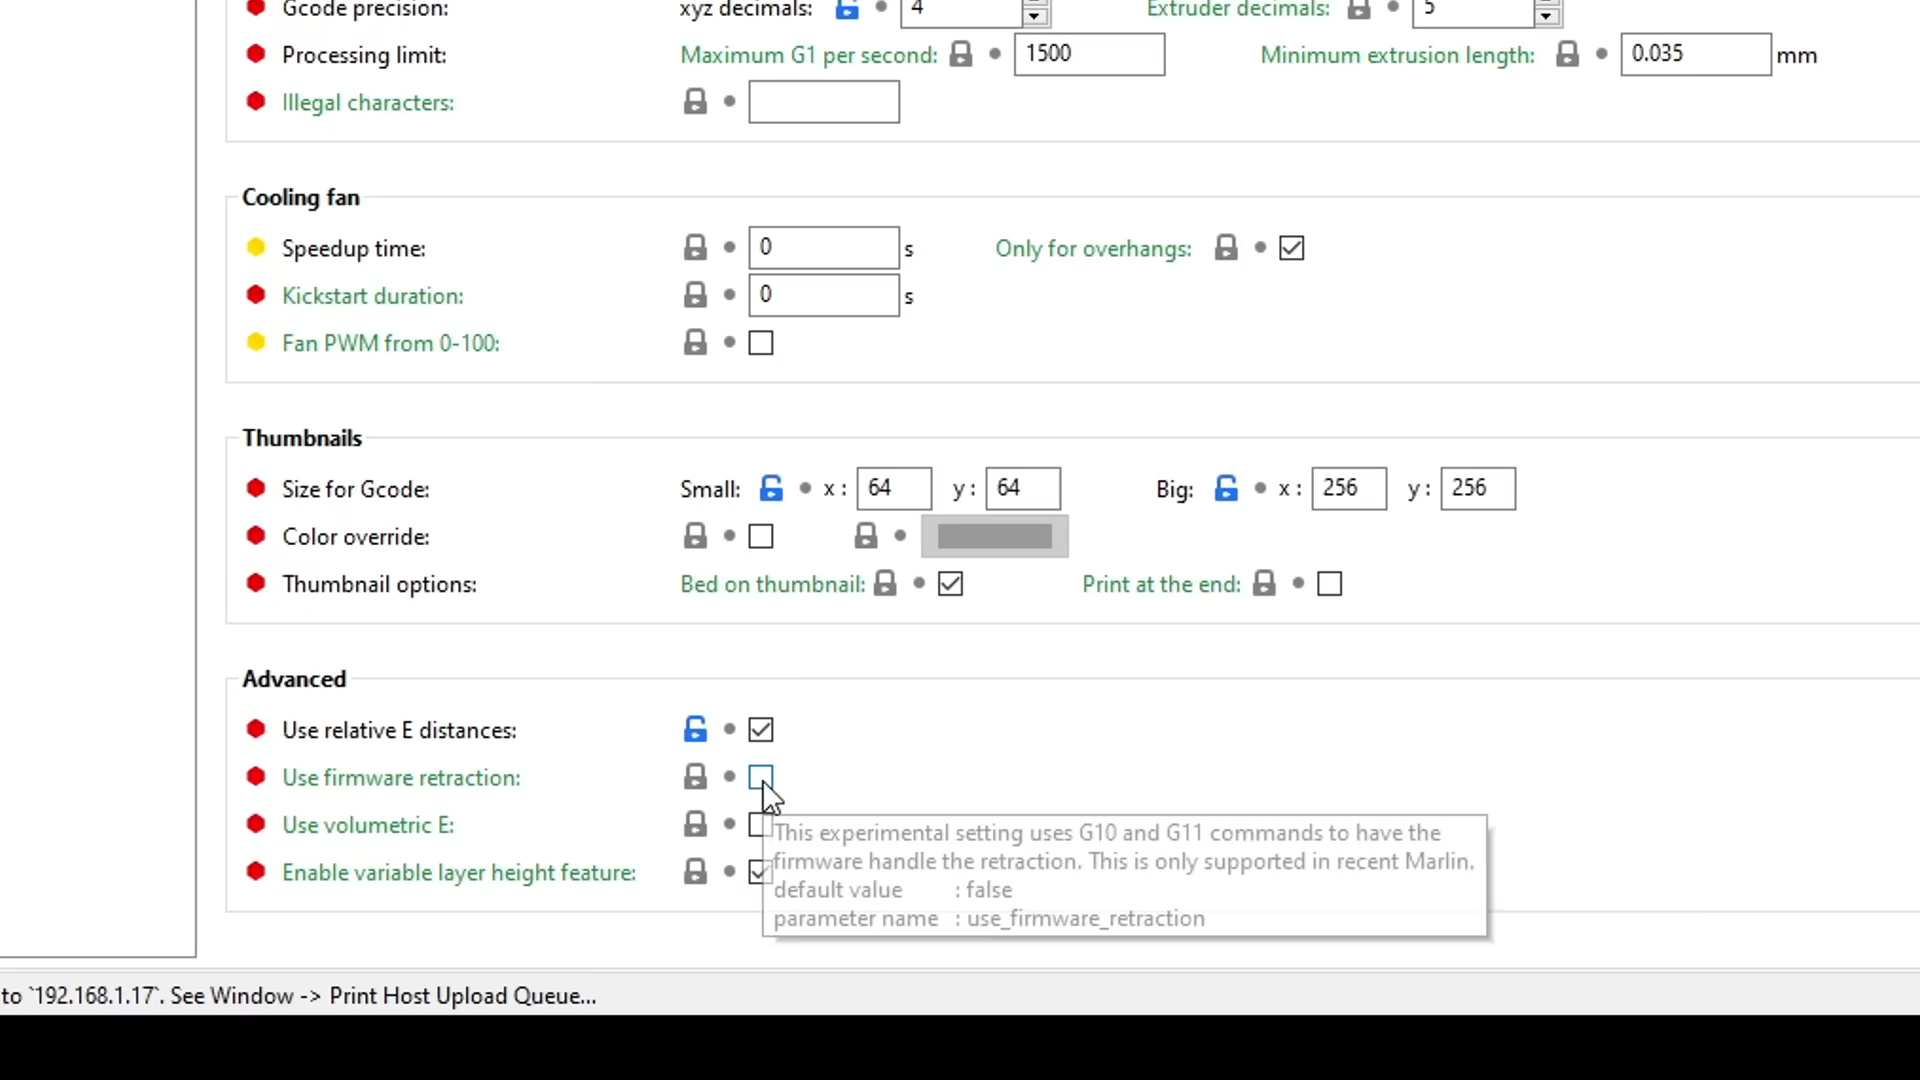 Gcode precision: xyz decimals: 4 Extruder decimals: 5
Processing limit: Maximum G1 per second: 1500 Minimum extrusion length: 0.035 mm
Illegal characters:
Cooling fan
Speedup time: 0 s Only for overhangs:
Kickstart duration: 0 s
Fan PWM from 0-100:
Thumbnails
Size for Gcode: Small: x : 64 y : 64 Big: x : 256 y : 256
Color override:
Thumbnail options: Bed on thumbnail: Print at the end:
Advanced
Use relative E distances:
Use firmware retraction:
Use volumetric E:
Enable variable layer height feature:
This experimental setting uses G10 and G11 commands to have the
firmware handle the retraction. This is only supported in recent Marlin.
default value : false
parameter name : use_firmware_retraction
to `192.168.1.17`. See Window -> Print Host Upload Queue...